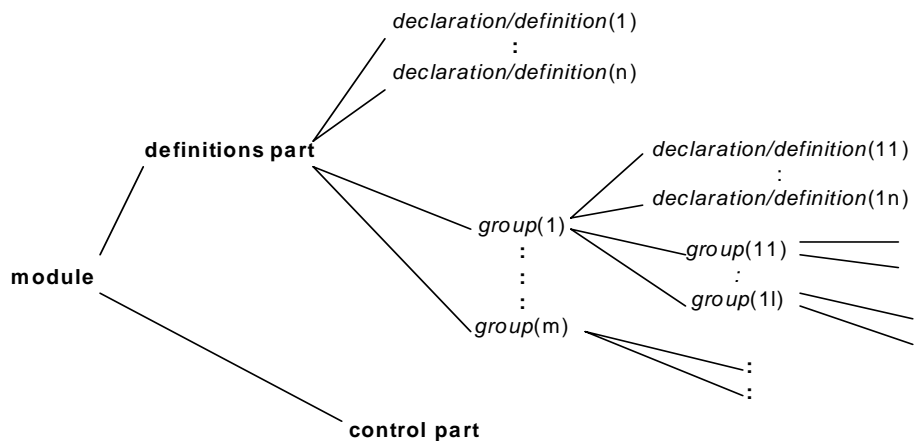 declaration/definition(1)
:
declaration/definition(n)
definitions part
declaration/definition(11)
:
declaration/definition(1n)
group(1)
group(11)
:
:
:
:
module
group(1l)
group(m)
:
:
control part